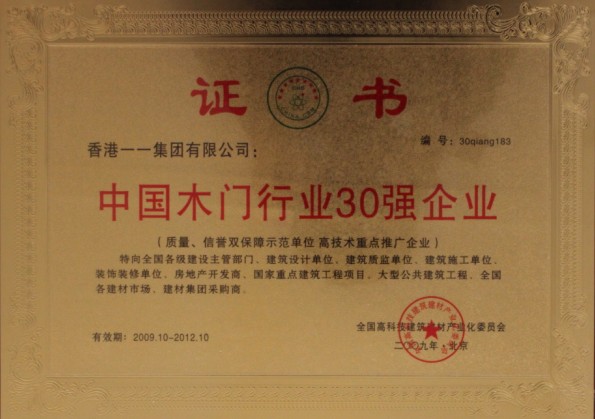 证 书
编 号：30qiang183
香港一一集团有限公司：
中国木门行业30强企业
（质量、信誉双保障示范单位 高技术重点推广企业）
特向全国各级建设主管部门、建筑设计单位、建筑质监单位、建筑施工单位、
装饰装修单位、房地产开发商、国家重点建筑工程项目、大型公共建筑工程、全国
各建材市场、建材集团采购商。
全国高科技建筑建材产业化委员会
有效期：2009.10-2012.10
二〇〇九年·北京